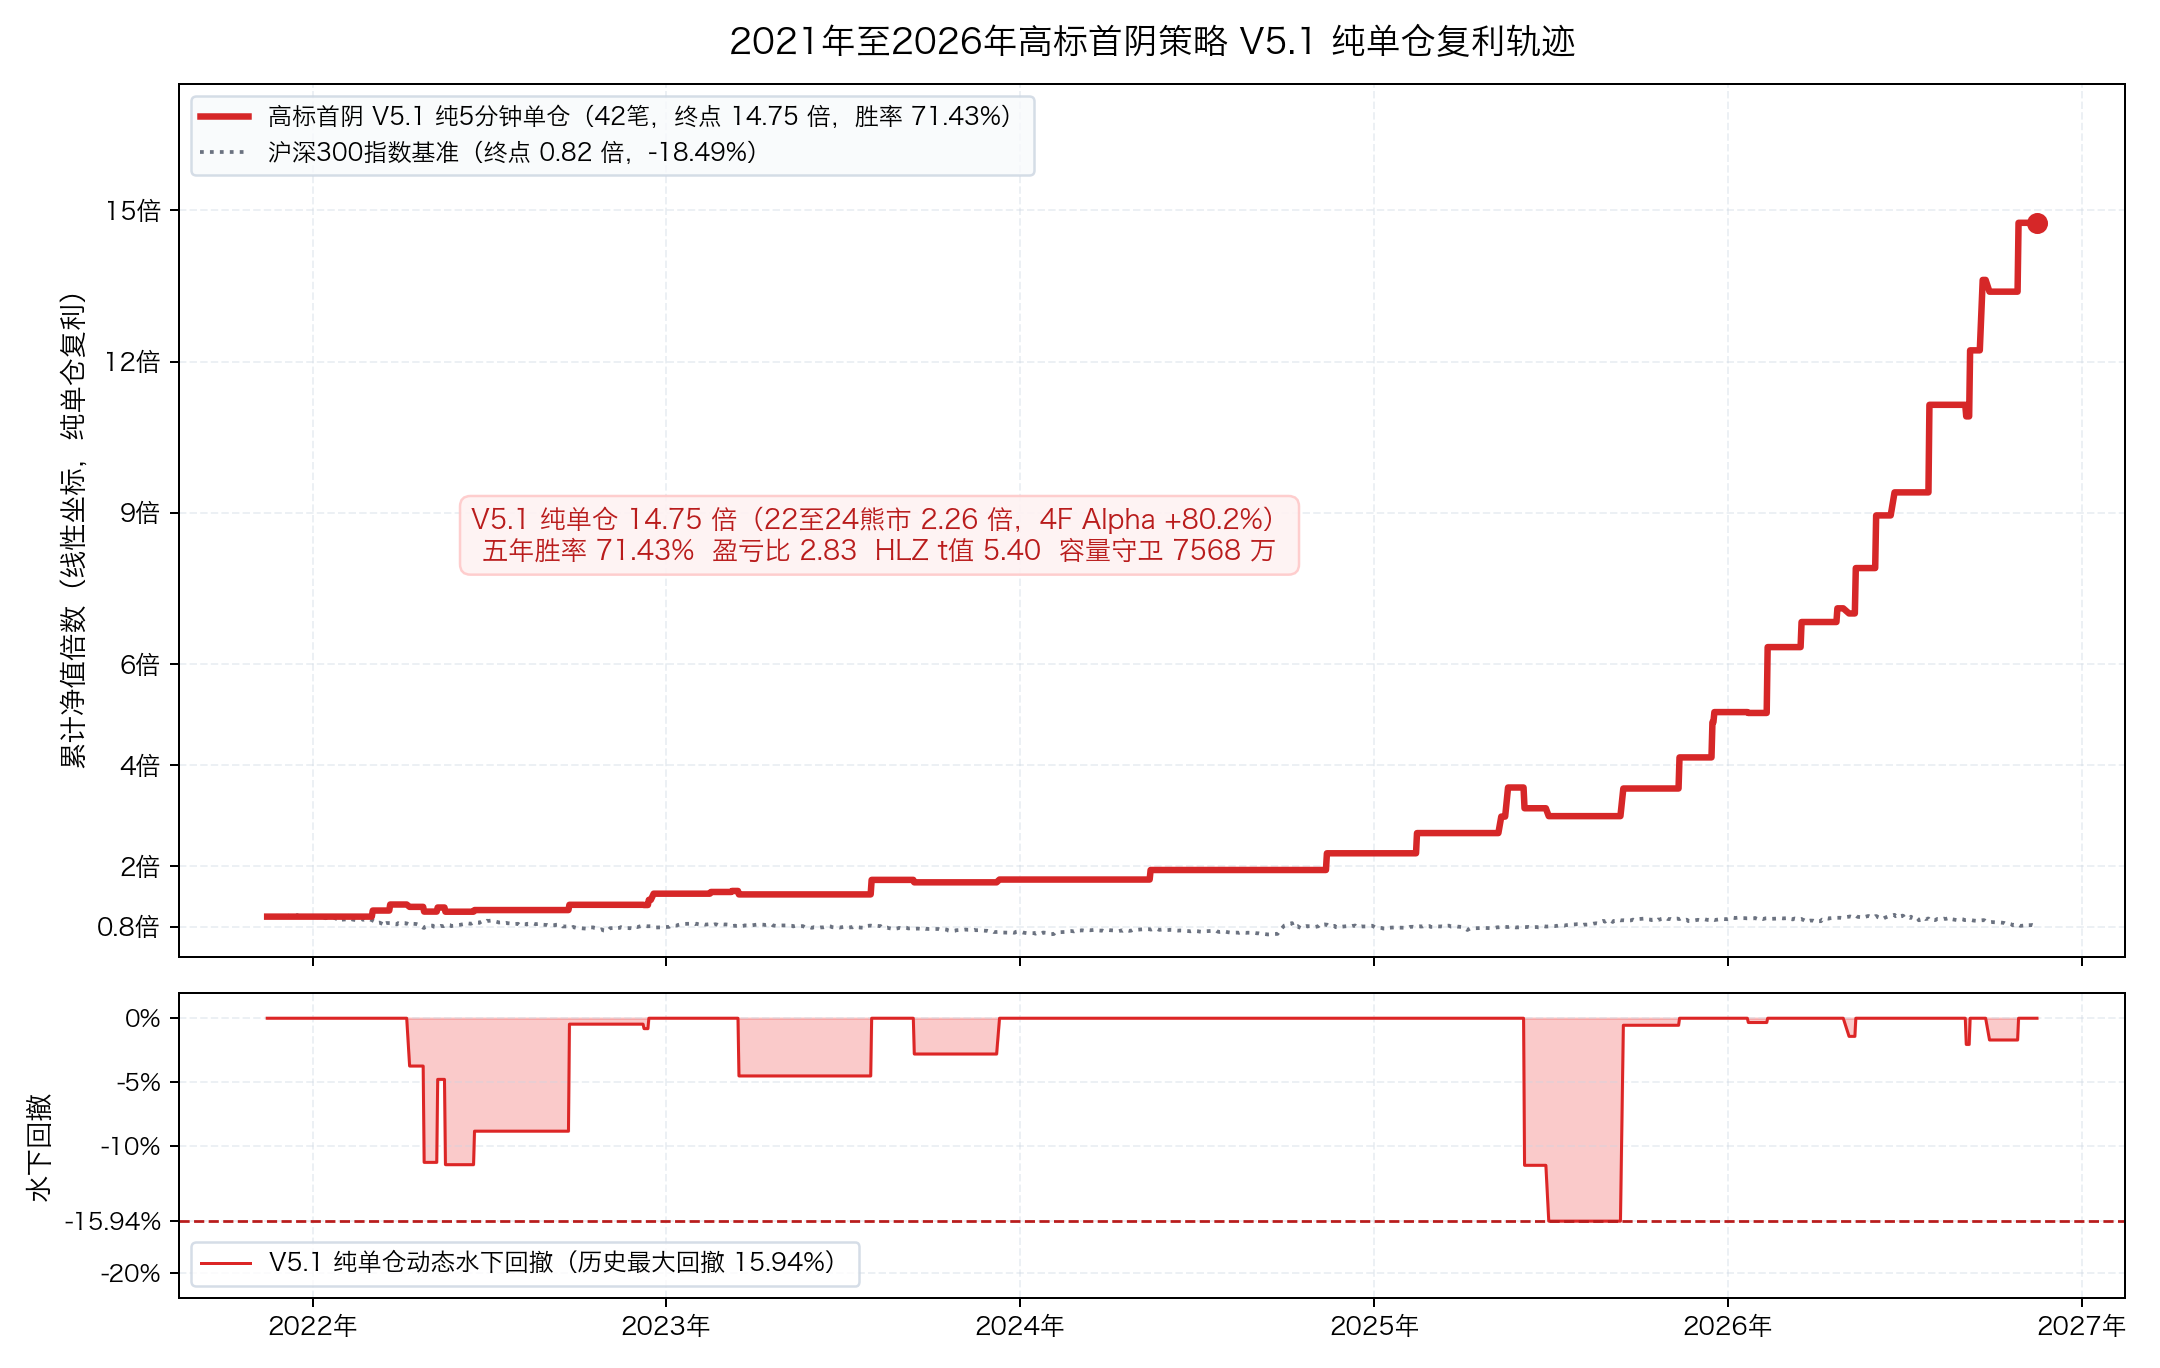 2021年至2026年高标首阴策略 V5.1 纯单仓复利轨迹
高标首阴 V5.1 纯5分钟单仓（42笔，终点 14.75 倍，胜率 71.43%）
沪深300指数基准（终点 0.82 倍，-18.49%）
累计净值倍数（线性坐标，纯单仓复利）
15倍
12倍
9倍
6倍
4倍
2倍
0.8倍
V5.1 纯单仓 14.75 倍（22至24熊市 2.26 倍，4F Alpha +80.2%）
五年胜率 71.43%  盈亏比 2.83  HLZ t值 5.40  容量守卫 7568 万
水下回撤
0%
-5%
-10%
-15.94%
-20%
V5.1 纯单仓动态水下回撤（历史最大回撤 15.94%）
2022年
2023年
2024年
2025年
2026年
2027年